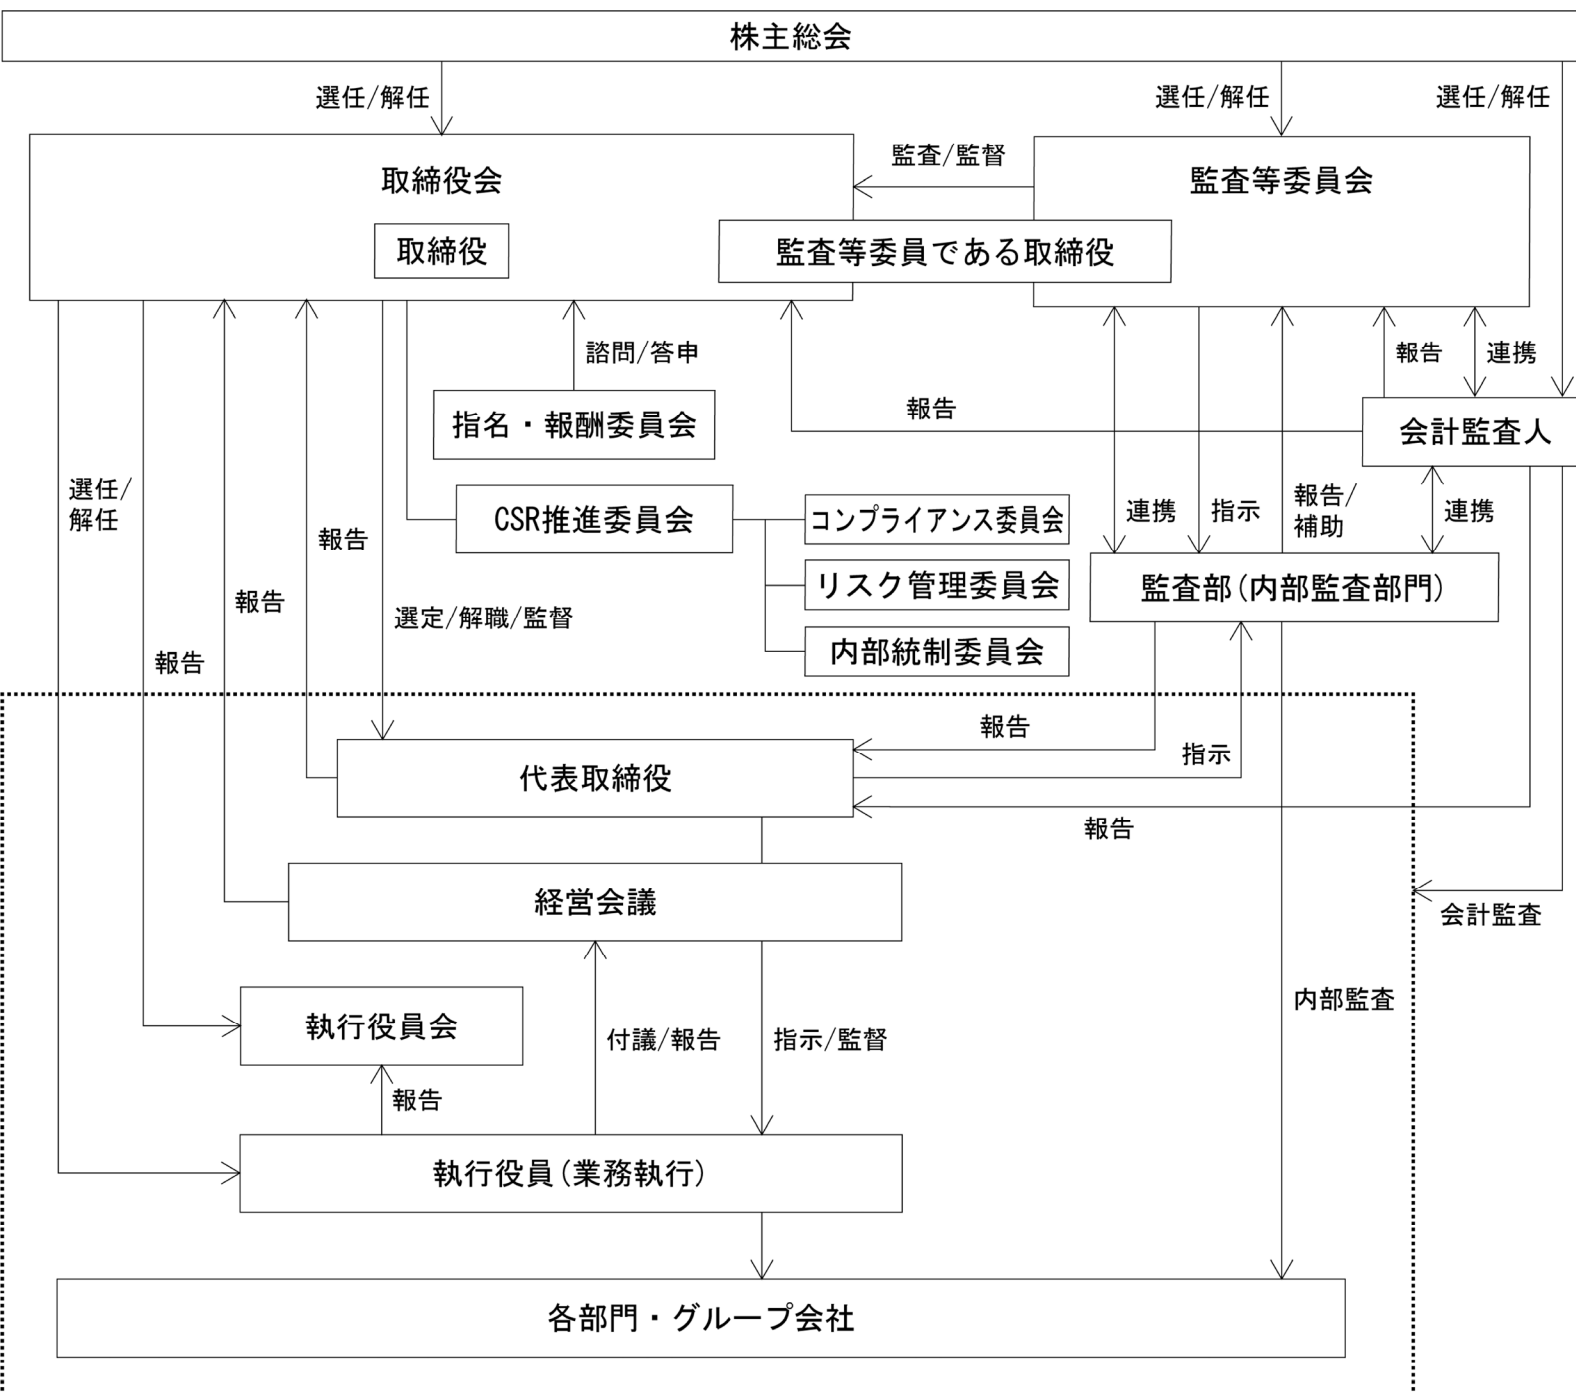 株主総会
選任/解任
選任/解任
選任/解任
取締役会
監査/監督
監査等委員会
取締役
監査等委員である取締役
諮問/答申
報告
連携
指名・報酬委員会
報告
会計監査人
選任/
解任
CSR推進委員会
コンプライアンス委員会
連携
指示
報告/
補助
連携
報告
リスク管理委員会
監査部(内部監査部門)
報告
選定/解職/監督
内部統制委員会
報告
報告
代表取締役
指示
報告
経営会議
会計監査
執行役員会
付議/報告
指示/監督
内部監査
報告
執行役員(業務執行)
各部門・グループ会社